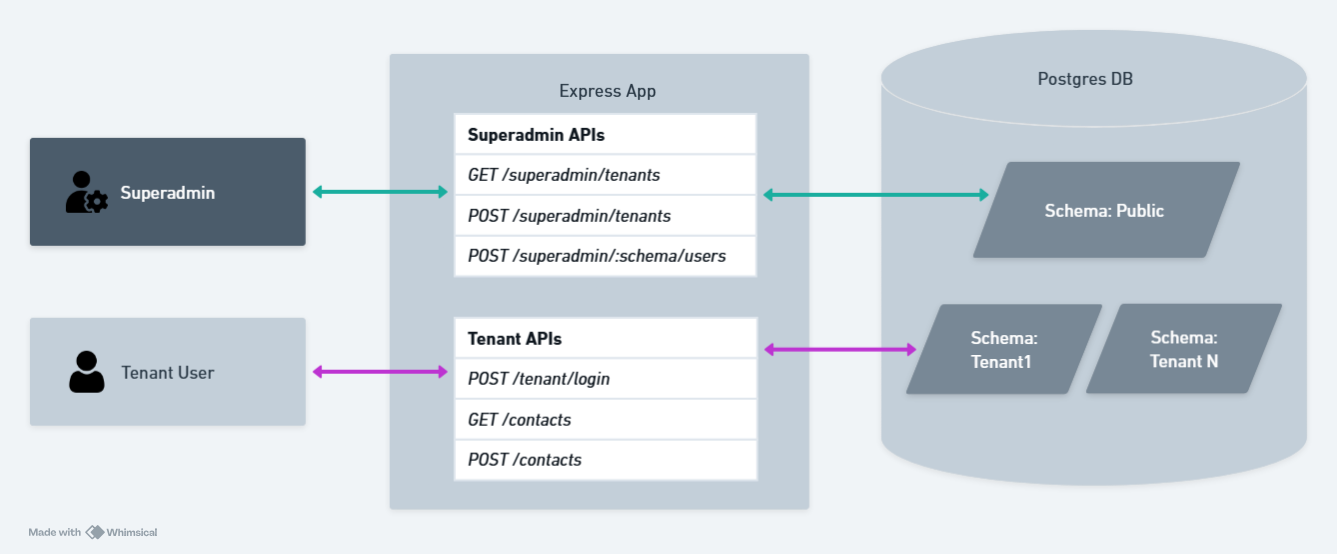 Superadmin
Tenant User
Express App
Superadmin APIs
GET /superadmin/tenants
POST /superadmin/tenants
POST /superadmin/:schema/users
Tenant APIs
POST /tenant/login
GET /contacts
POST /contacts
Postgres DB
Schema: Public
Schema:
Tenant1
Schema:
Tenant N
Made with Whimsical